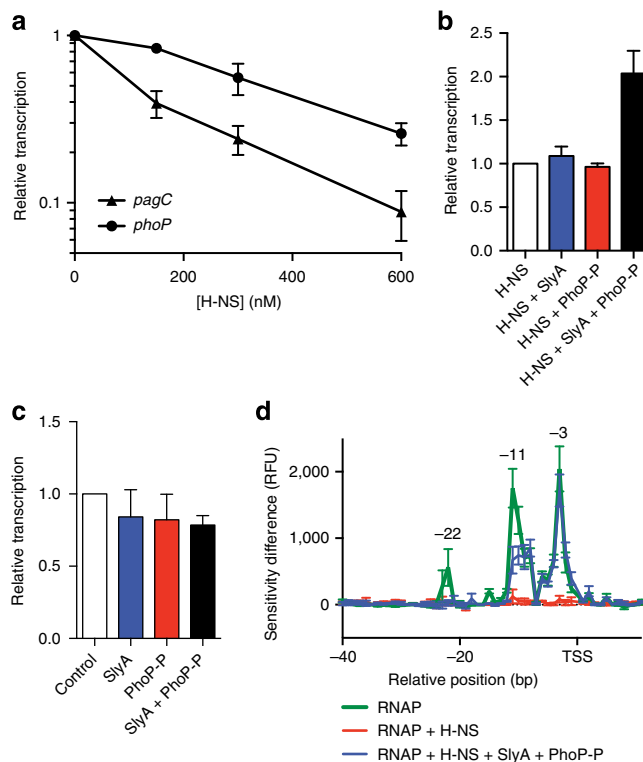 a
Relative transcription
1
0.1
pagC
phoP
0
200
400
600
[H-NS] (nM)
b
Relative transcription
2.5
2.0
1.5
1.0
0.5
0.0
H-NS
H-NS + SlyA
H-NS + PhoP-P
H-NS + SlyA + PhoP-P
c
Relative transcription
1.5
1.0
0.5
0.0
Control
SlyA
PhoP-P
SlyA + PhoP-P
d
Sensitivity difference (RFU)
2,000
1,000
0
–22
–11
–3
–40
–20
TSS
Relative position (bp)
RNAP
RNAP + H-NS
RNAP + H-NS + SlyA + PhoP-P